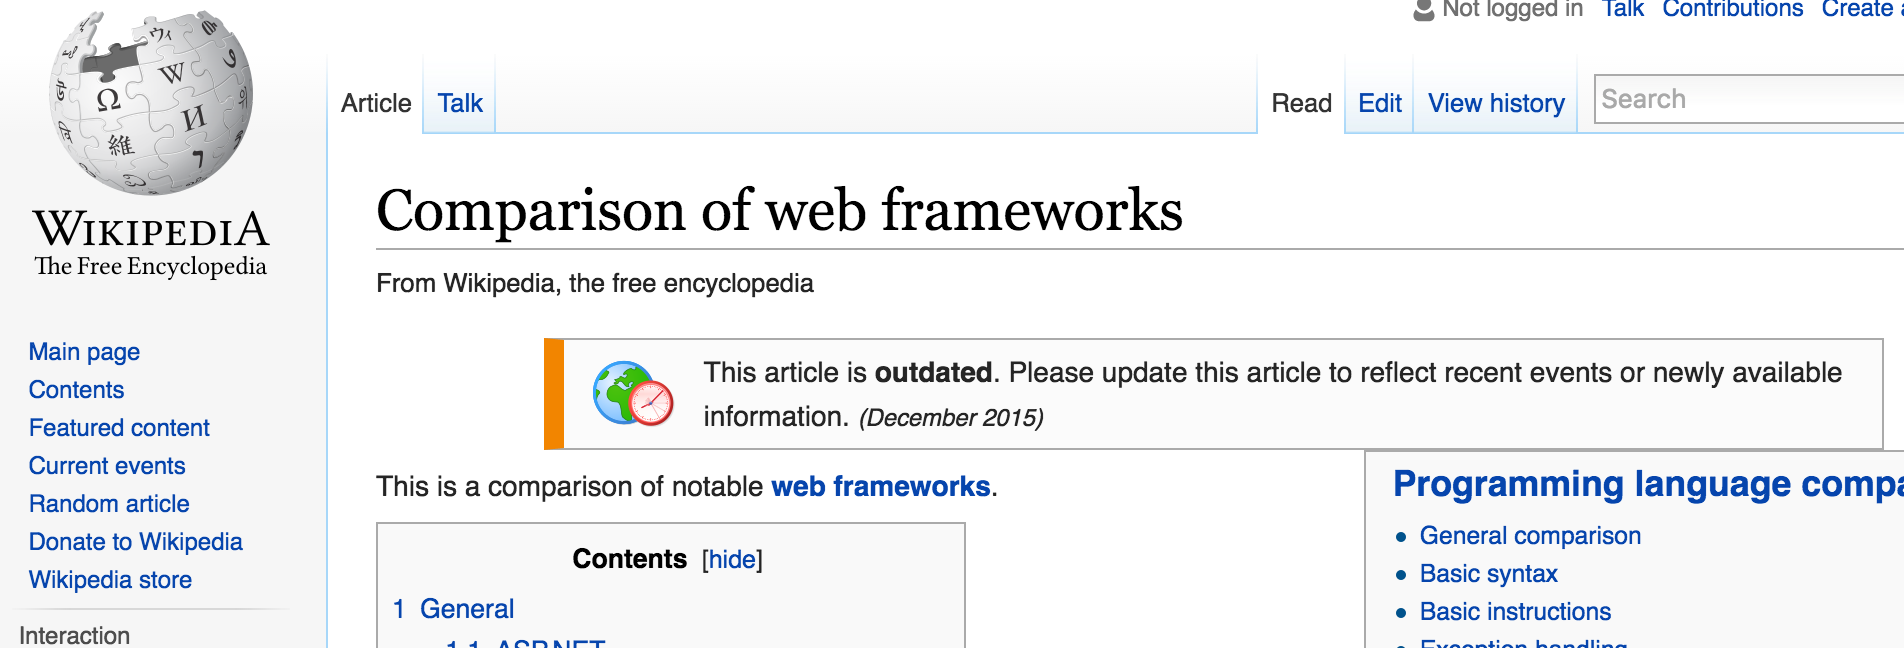 Not logged in Talk Contributions Create
Article Talk Read Edit View history Search
WIKIPEDIA
The Free Encyclopedia
Main page
Contents
Featured content
Current events
Random article
Donate to Wikipedia
Wikipedia store
Interaction
Comparison of web frameworks
From Wikipedia, the free encyclopedia
This article is outdated. Please update this article to reflect recent events or newly available
information. (December 2015)
This is a comparison of notable web frameworks.
Contents [hide]
1 General
1.1 ASP.NET
Programming language
General comparison
Basic syntax
Basic instructions
Exception handling